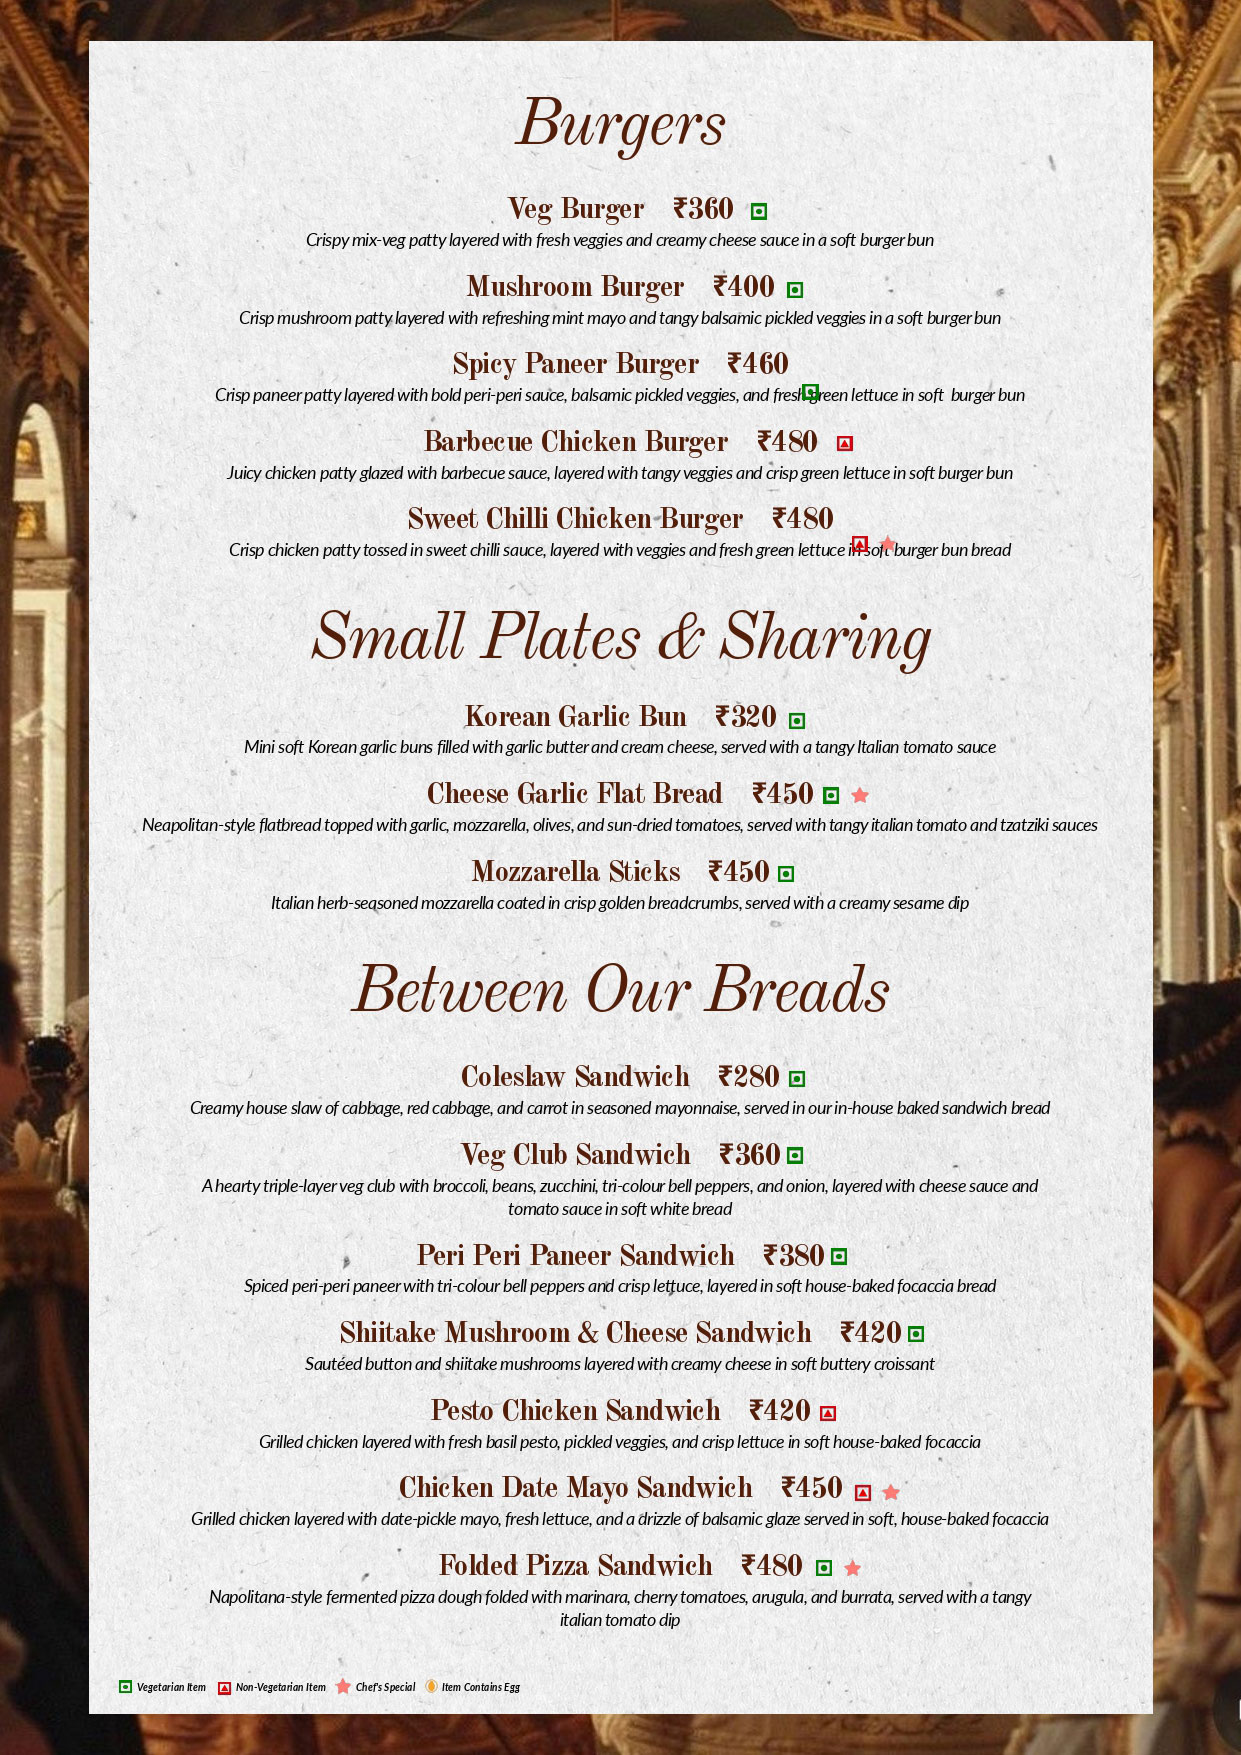 Burgers
Veg Burger ₹360
Crispy mix-veg patty layered with fresh veggies and creamy cheese sauce in a soft burger bun
Mushroom Burger ₹400
Crisp mushroom patty layered with refreshing mint mayo and tangy balsamic pickled veggies in a soft burger bun
Spicy Paneer Burger ₹460
Crisp paneer patty layered with bold peri-peri sauce, balsamic pickled veggies, and fresh green lettuce in soft burger bun
Barbecue Chicken Burger ₹480
Juicy chicken patty glazed with barbecue sauce, layered with tangy veggies and crisp green lettuce in soft burger bun
Sweet Chilli Chicken Burger ₹480
Crisp chicken patty tossed in sweet chilli sauce, layered with veggies and fresh green lettuce in soft burger bun bread
Small Plates & Sharing
Korean Garlic Bun ₹320
Mini soft Korean garlic buns filled with garlic butter and cream cheese, served with a tangy Italian tomato sauce
Cheese Garlic Flat Bread ₹450
Neapolitan-style flatbread topped with garlic, mozzarella, olives, and sun-dried tomatoes, served with tangy italian tomato and tzatziki sauces
Mozzarella Sticks ₹450
Italian herb-seasoned mozzarella coated in crisp golden breadcrumbs, served with a creamy sesame dip
Between Our Breads
Coleslaw Sandwich ₹280
Creamy house slaw of cabbage, red cabbage, and carrot in seasoned mayonnaise, served in our in-house baked sandwich bread
Veg Club Sandwich ₹360
A hearty triple-layer veg club with broccoli, beans, zucchini, tri-colour bell peppers, and onion, layered with cheese sauce and
tomato sauce in soft white bread
Peri Peri Paneer Sandwich ₹380
Spiced peri-peri paneer with tri-colour bell peppers and crisp lettuce, layered in soft house-baked focaccia bread
Shiitake Mushroom & Cheese Sandwich ₹420
Sautéed button and shiitake mushrooms layered with creamy cheese in soft buttery croissant
Pesto Chicken Sandwich ₹420
Grilled chicken layered with fresh basil pesto, pickled veggies, and crisp lettuce in soft house-baked focaccia
Chicken Date Mayo Sandwich ₹450
Grilled chicken layered with date-pickle mayo, fresh lettuce, and a drizzle of balsamic glaze served in soft, house-baked focaccia
Folded Pizza Sandwich ₹480
Napolitana-style fermented pizza dough folded with marinara, cherry tomatoes, arugula, and burrata, served with a tangy
italian tomato dip
Vegetarian Item Non-Vegetarian Item Chef's Special Item Contains Egg